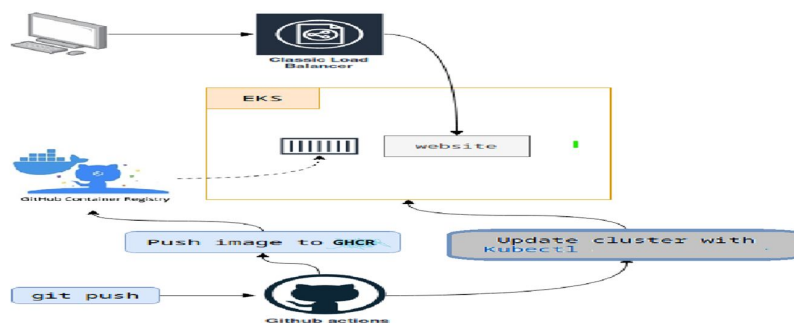 Classic Load
Balancer
EKS
website
GitHub Container Registry
Push image to GHCR
Update cluster with
Kubectl
git push
Github actions